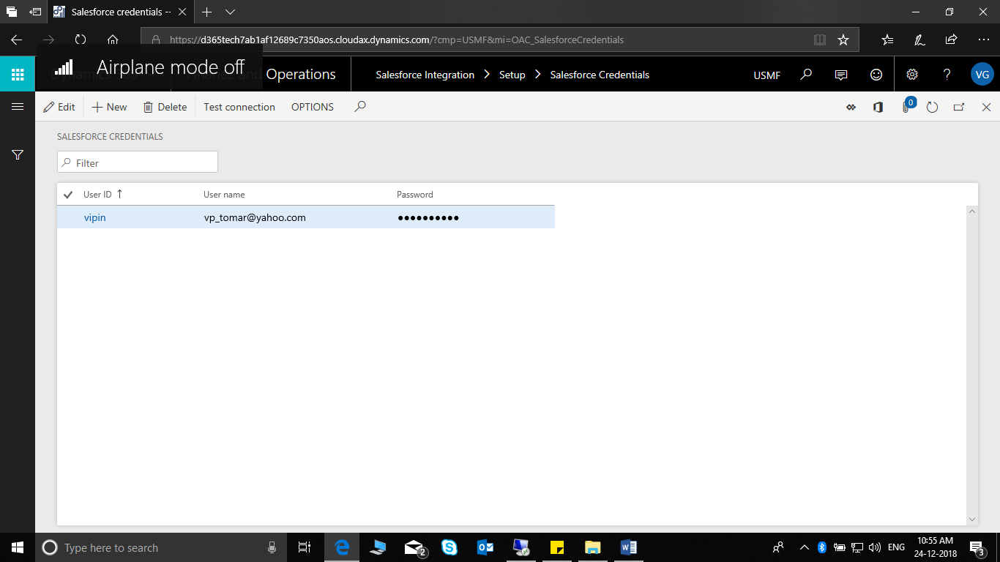 Salesforce credentials --
https://d365tech7ab1af12689c7350aos.cloudax.dynamics.com/?cmp=USMF&mi=OAC_SalesforceCredentials
Airplane mode off
Operations
Salesforce Integration > Setup > Salesforce Credentials
USMF
VG
Edit
New
Delete
Test connection
OPTIONS
0
SALESFORCE CREDENTIALS
Filter
User ID ↑ User name Password
vipin vp_tomar@yahoo.com ●●●●●●●●●●
Type here to search
2
ENG
10:55 AM
24-12-2018
3